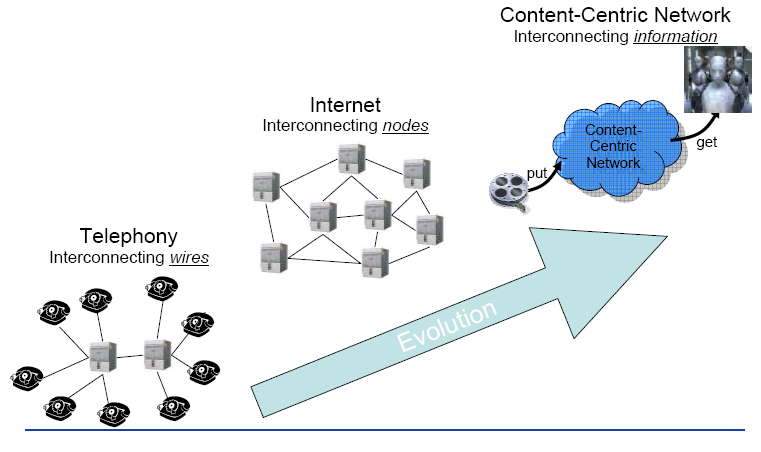 Content-Centric Network
Interconnecting information
Internet
Interconnecting nodes
Content-
Centric
Network
put
get
Telephony
Interconnecting wires
Evolution